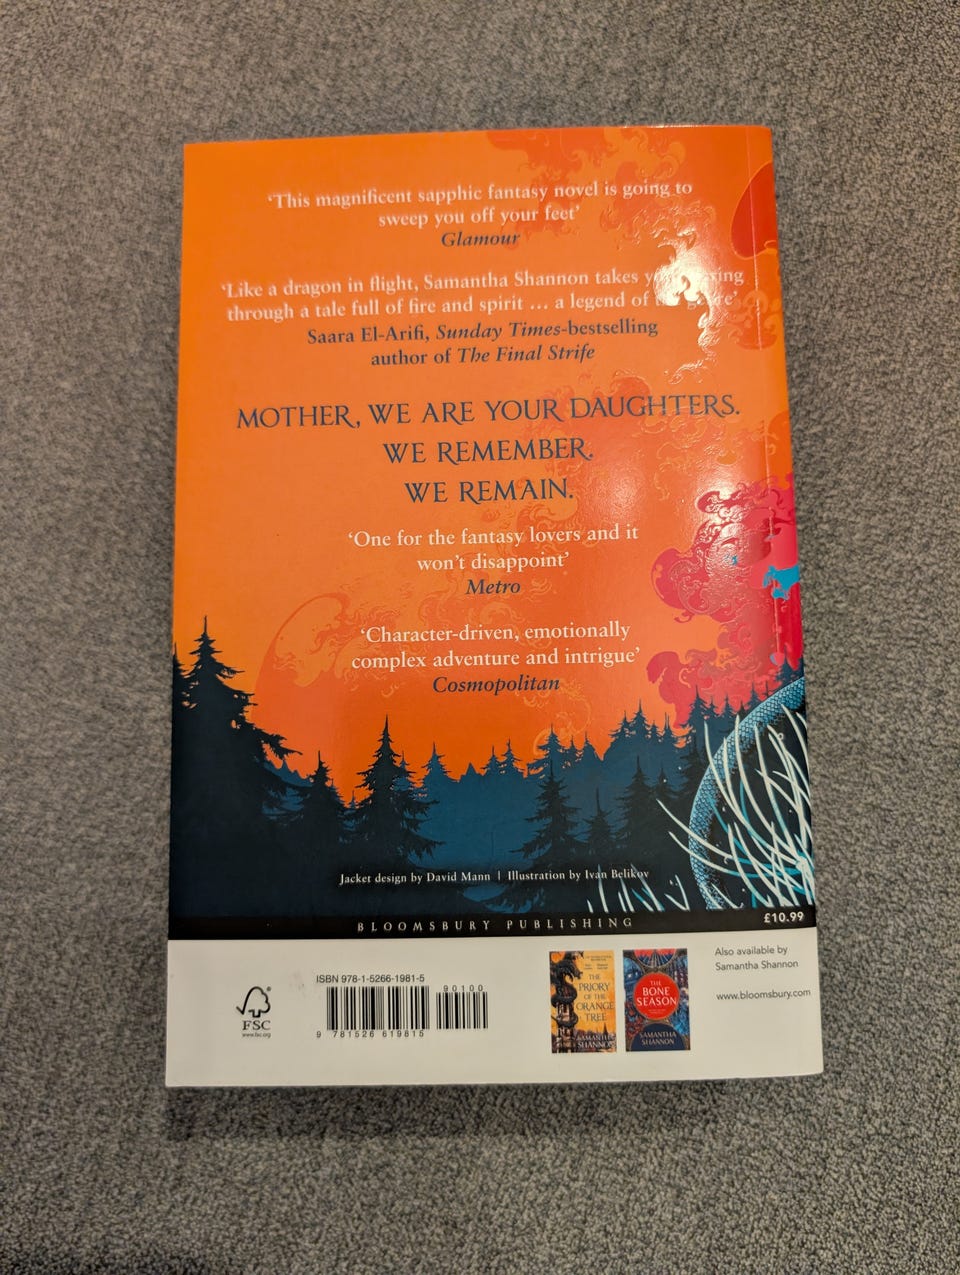 ‘This magnificent sapphic fantasy novel is going to
sweep you off your feet’
Glamour
‘Like a dragon in flight, Samantha Shannon takes
through a tale full of fire and spirit … a legend of
Saara El-Arifi, Sunday Times-bestselling
author of The Final Strife
MOTHER, WE ARE YOUR DAUGHTERS.
WE REMEMBER.
WE REMAIN.
‘One for the fantasy lovers and it
won’t disappoint’
Metro
‘Character-driven, emotionally
complex adventure and intrigue’
Cosmopolitan
Jacket design by David Mann | Illustration by Ivan Belikov
£10.99
BLOOMSBURY PUBLISHING
FSC
www.fsc.org
ISBN 978-1-5266-1981-5
90100
9 781526 619815
THE
PRIORY
OF THE
ORANGE
TREE
SAMANTHA
SHANNON
THE
BONE
SEASON
SAMANTHA
SHANNON
Also available by
Samantha Shannon
www.bloomsbury.com